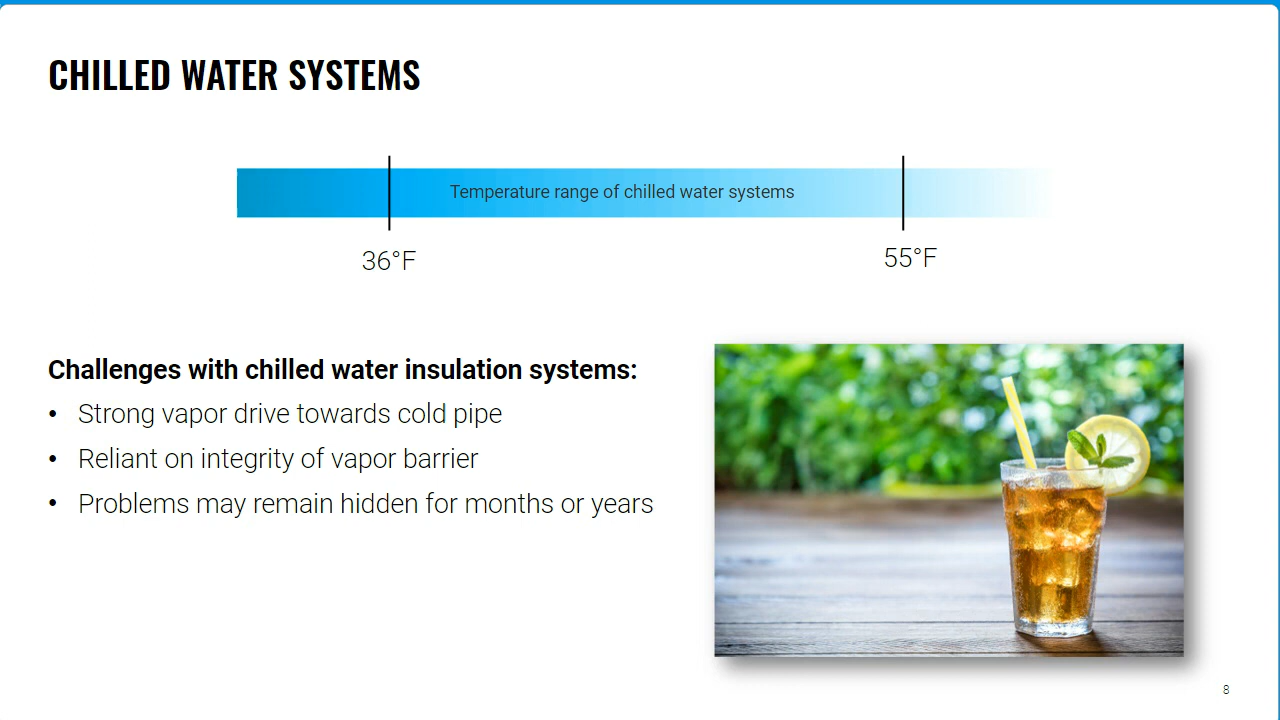 CHILLED WATER SYSTEMS
Temperature range of chilled water systems
36°F
55°F
Challenges with chilled water insulation systems:
• Strong vapor drive towards cold pipe
• Reliant on integrity of vapor barrier
• Problems may remain hidden for months or years
8